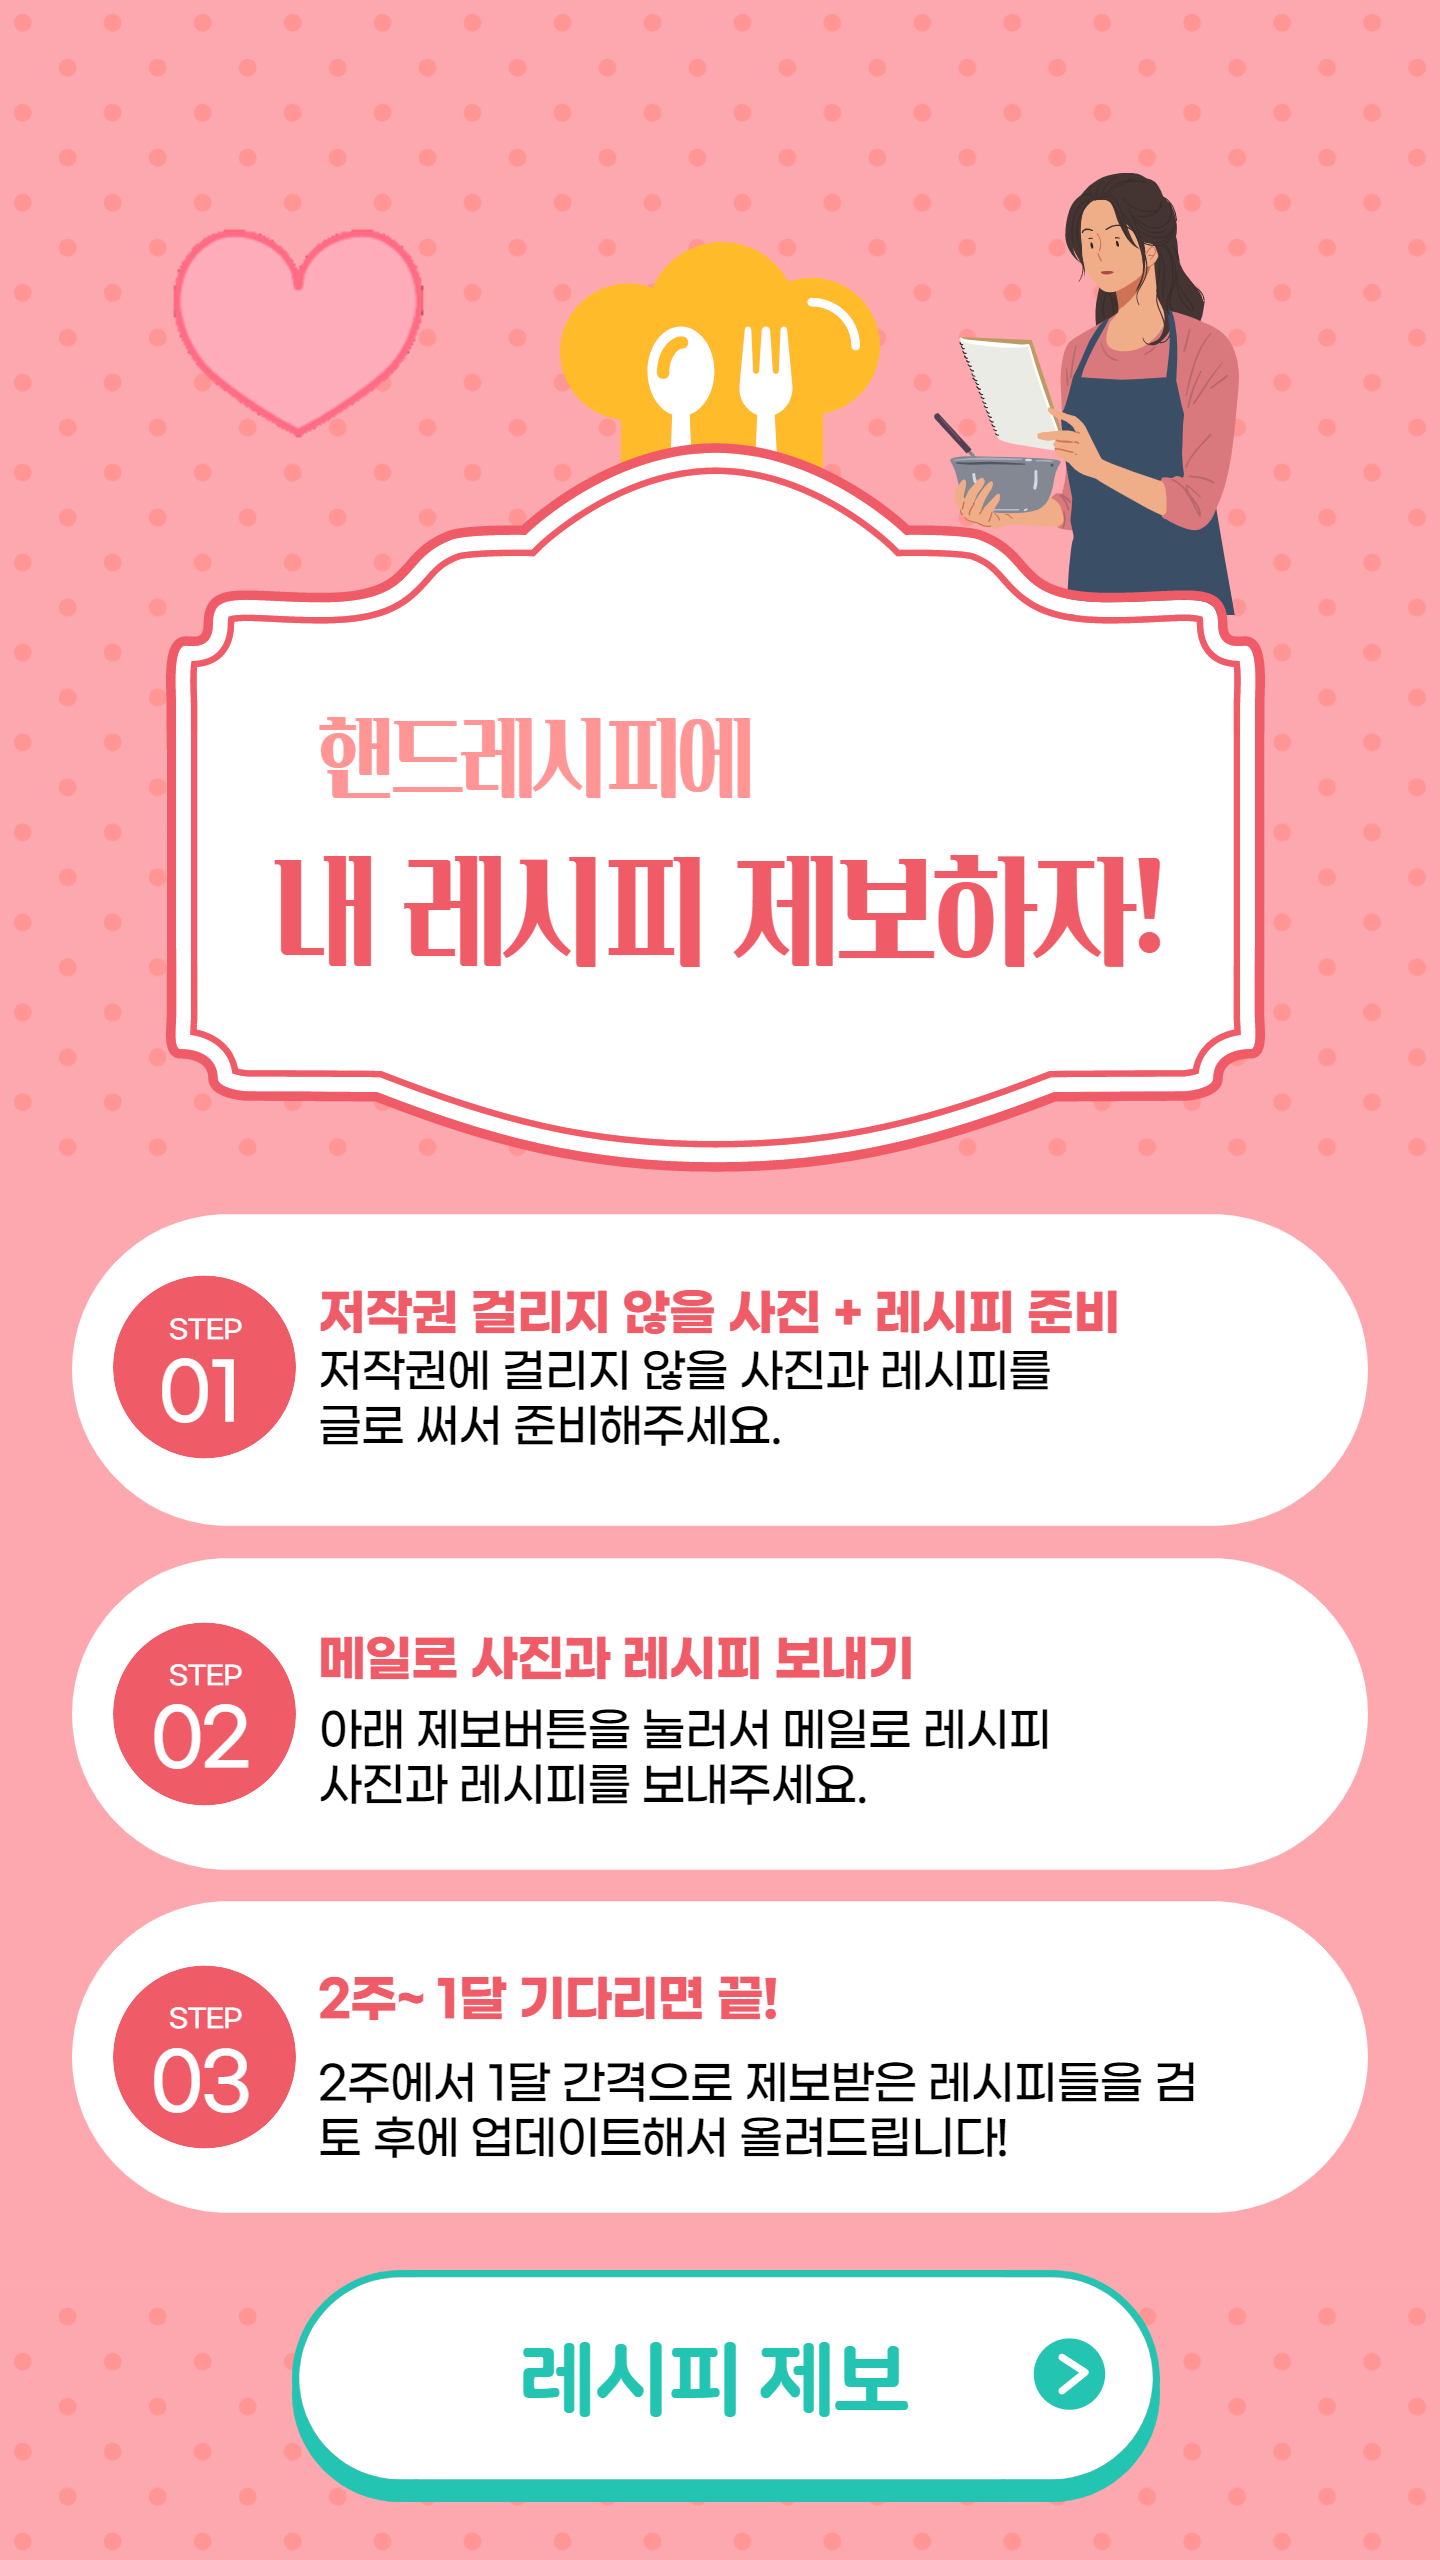 핸드레시피에
내 레시피 제보하자!
STEP
01
저작권 걸리지 않을 사진 + 레시피 준비
저작권에 걸리지 않을 사진과 레시피를
글로 써서 준비해주세요.
STEP
02
메일로 사진과 레시피 보내기
아래 제보버튼을 눌러서 메일로 레시피
사진과 레시피를 보내주세요.
STEP
03
2주~ 1달 기다리면 끝!
2주에서 1달 간격으로 제보받은 레시피들을 검
토 후에 업데이트해서 올려드립니다!
레시피 제보